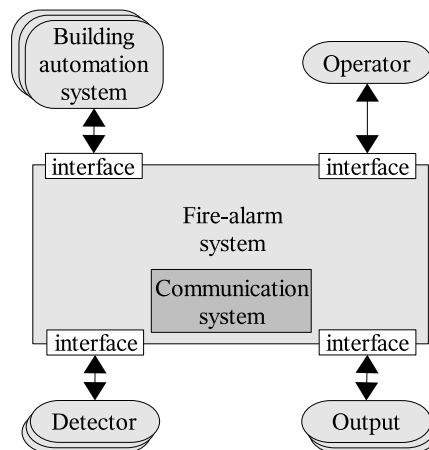 Building
automation
system
Operator
interface
interface
Fire-alarm
system
Communication
system
interface
interface
Detector
Output